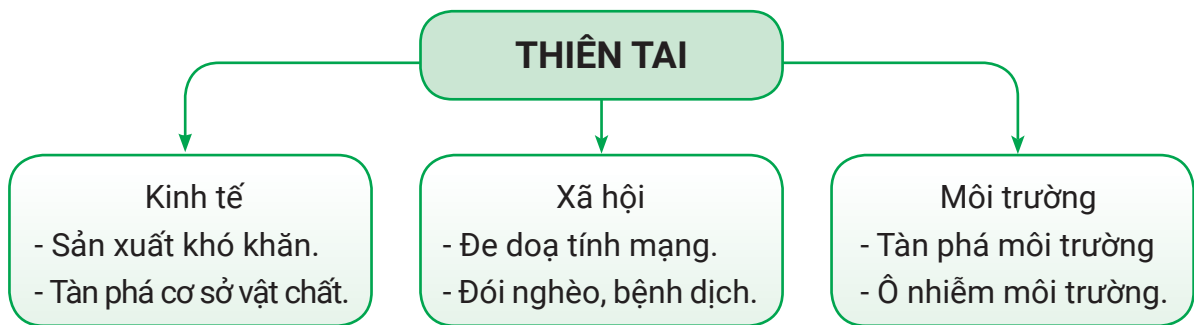 THIÊN TAI
Kinh tế
- Sản xuất khó khăn.
- Tàn phá cơ sở vật chất.
Xã hội
- Đe doạ tính mạng.
- Đói nghèo, bệnh dịch.
Môi trường
- Tàn phá môi trường
- Ô nhiễm môi trường.